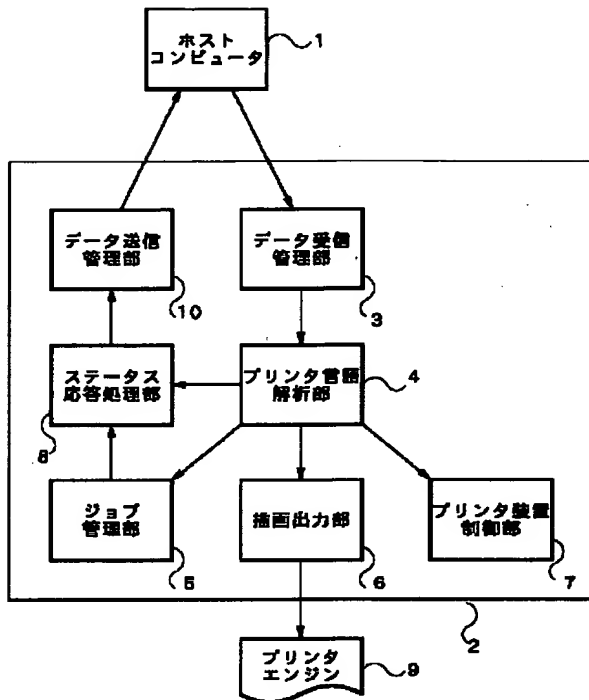 ホスト
コンピュータ
1
データ送信
管理部
10
データ受信
管理部
3
ステータス
応答処理部
8
プリンタ言語
解析部
4
ジョブ
管理部
5
描画出力部
6
プリンタ装置
制御部
7
2
プリンタ
エンジン
9